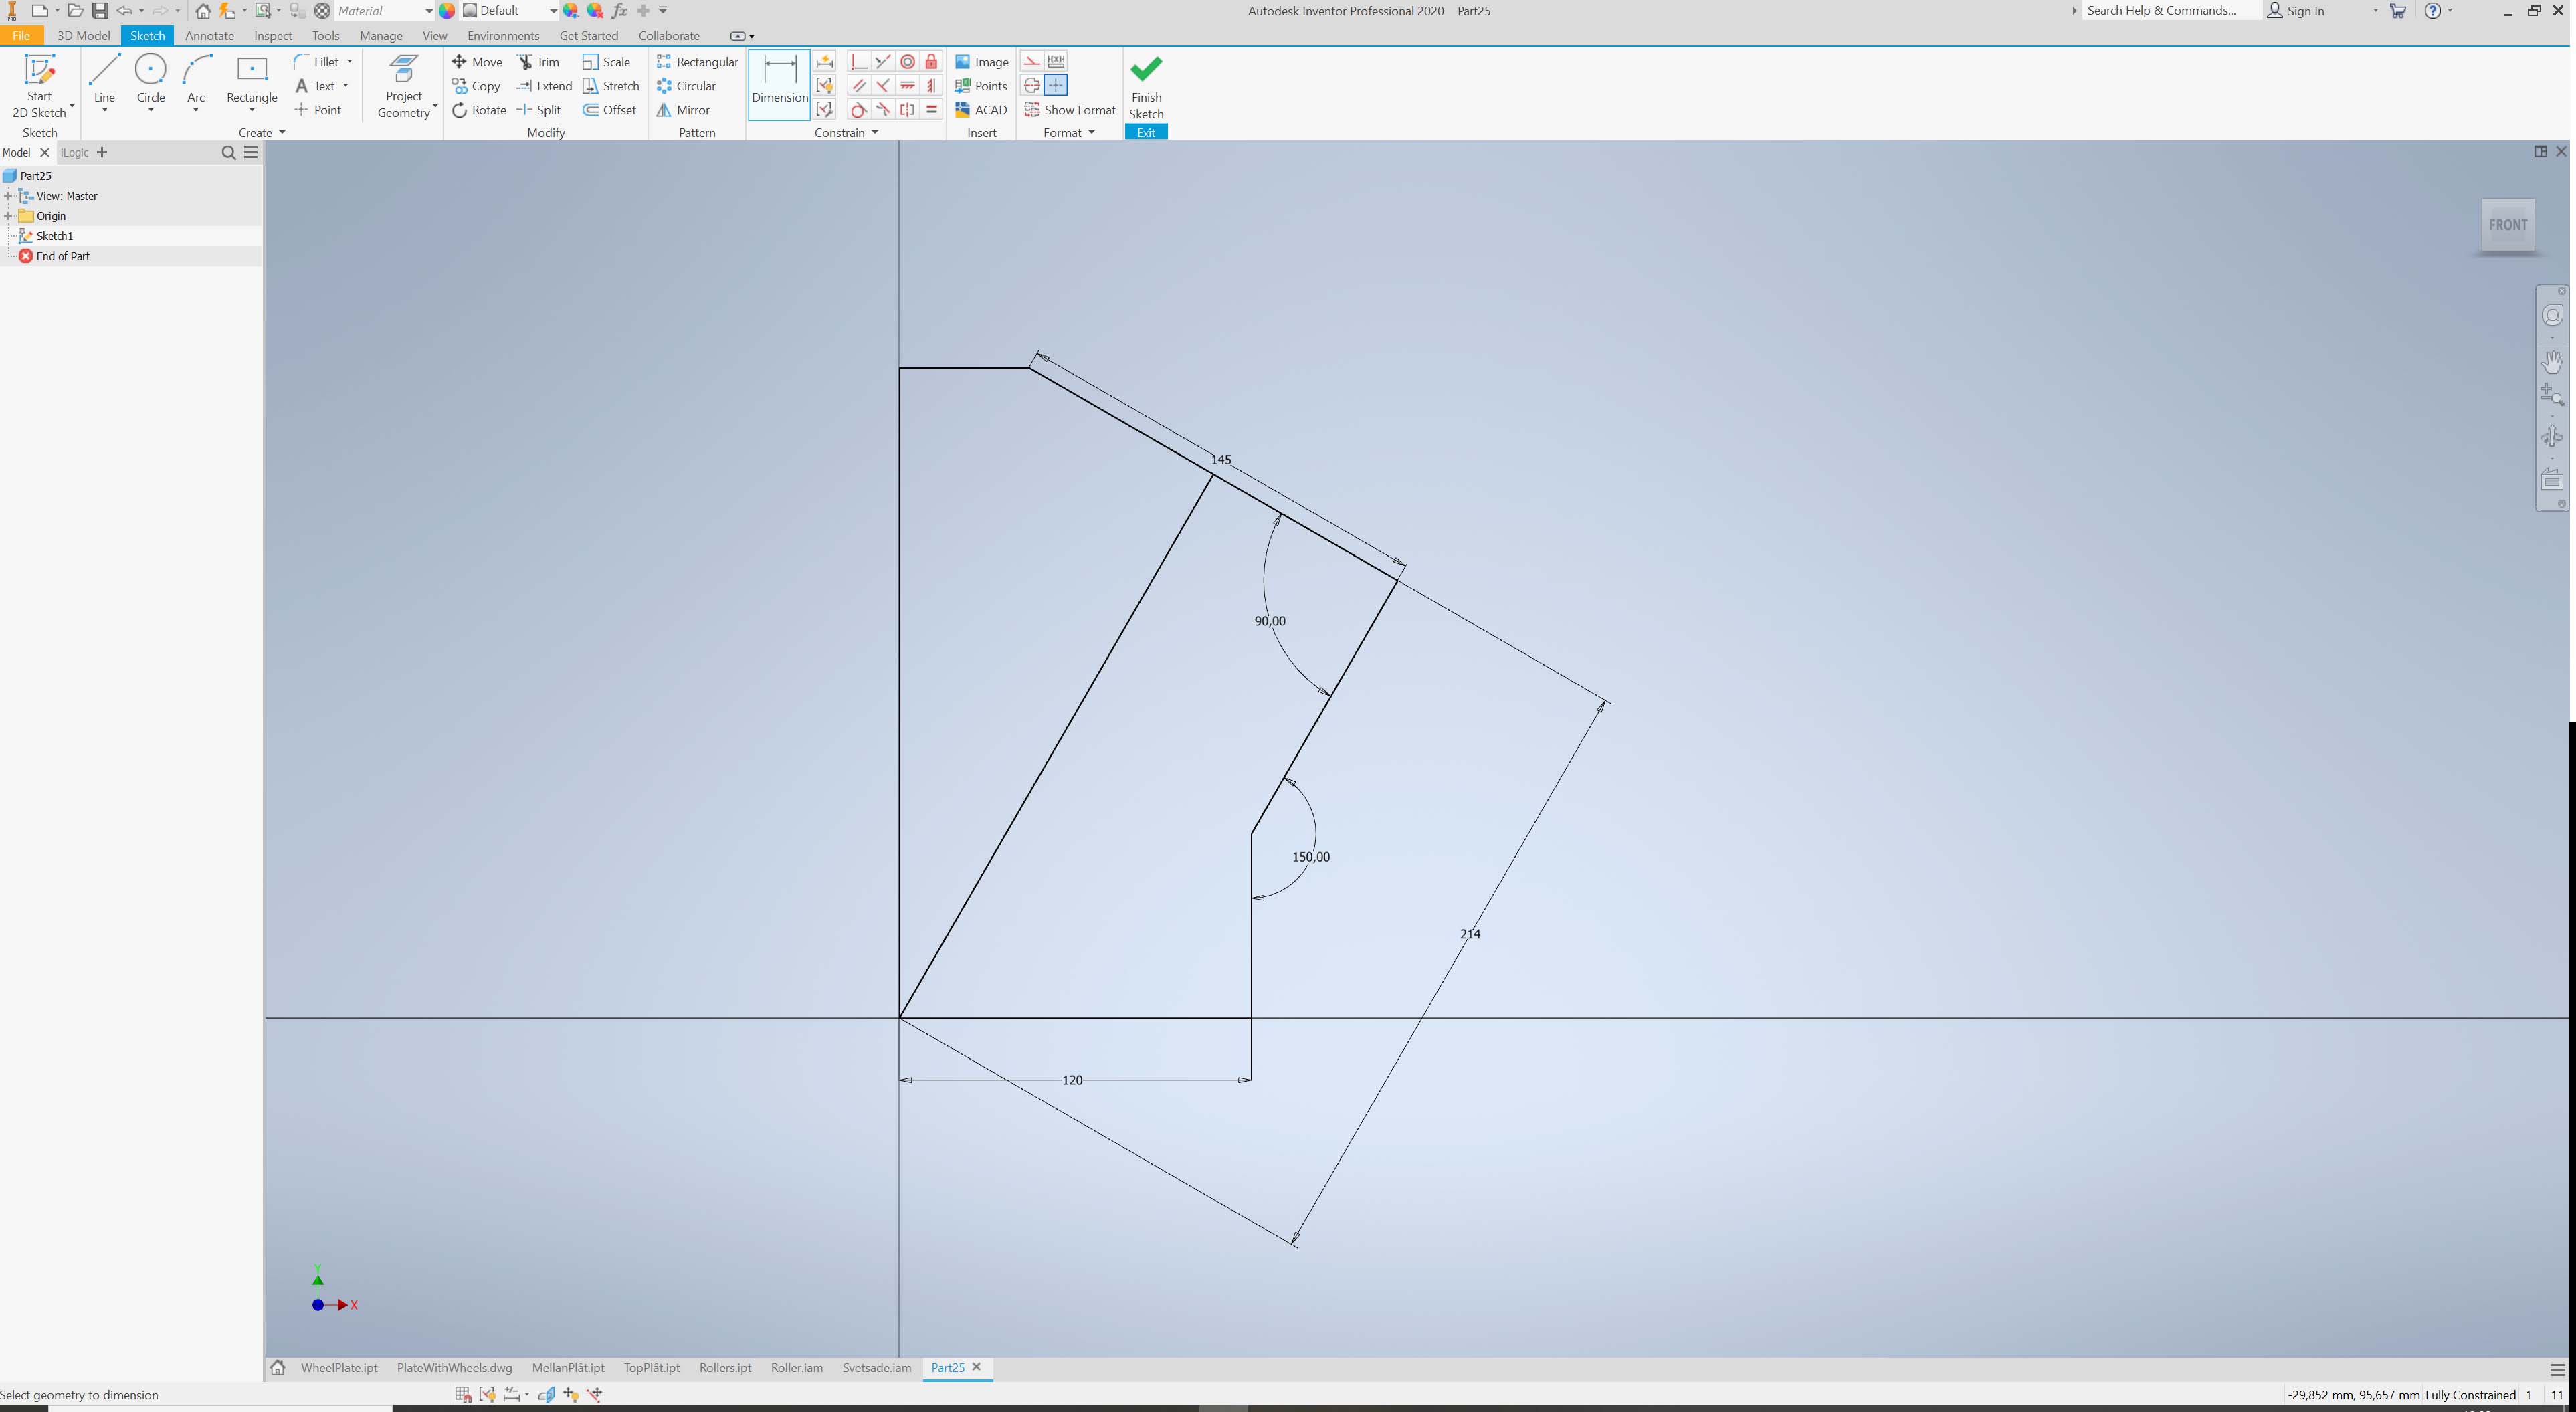 Material Default Autodesk Inventor Professional 2020 Part25 Search Help & Commands... Sign In
PRO
File 3D Model Sketch Annotate Inspect Tools Manage View Environments Get Started Collaborate
Start
2D Sketch
Line
Circle
Arc
Rectangle
Fillet
Text
Point
Project
Geometry
Move Trim Scale
Copy Extend Stretch
Rotate Split Offset
Rectangular
Circular
Mirror
Dimension
Image
Points
ACAD
Show Format
Finish
Sketch
Sketch Create Modify Pattern Constrain Insert Format Exit
Model iLogic
Part25
View: Master
Origin
Sketch1
End of Part
FRONT
145
90,00
150,00
214
120
Y
X
WheelPlate.ipt PlateWithWheels.dwg MellanPlåt.ipt TopPlåt.ipt Rollers.ipt Roller.iam Svetsade.iam Part25
Select geometry to dimension
-29,852 mm, 95,657 mm Fully Constrained 1 11